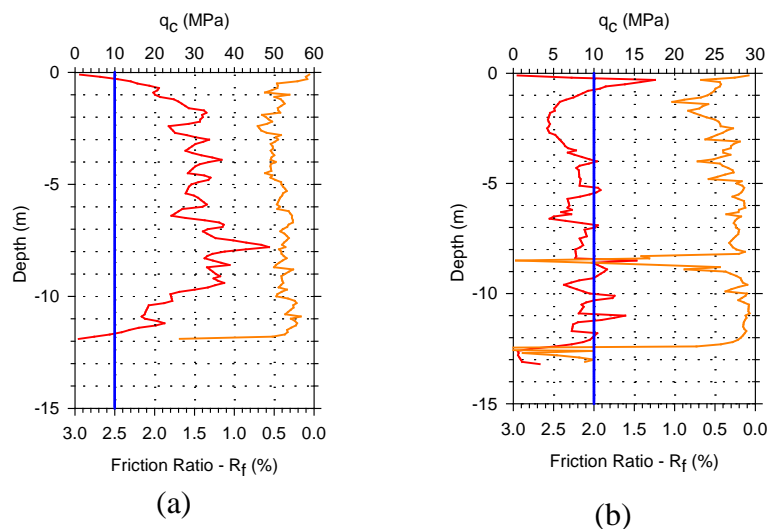 q_c (MPa)
0 10 20 30 40 50 60
0
-5
-10
-15
Depth (m)
3.0 2.5 2.0 1.5 1.0 0.5 0.0
Friction Ratio - R_f (%)
(a)
q_c (MPa)
0 10 20 30
0
-5
-10
-15
Depth (m)
3.0 2.5 2.0 1.5 1.0 0.5 0.0
Friction Ratio - R_f (%)
(b)